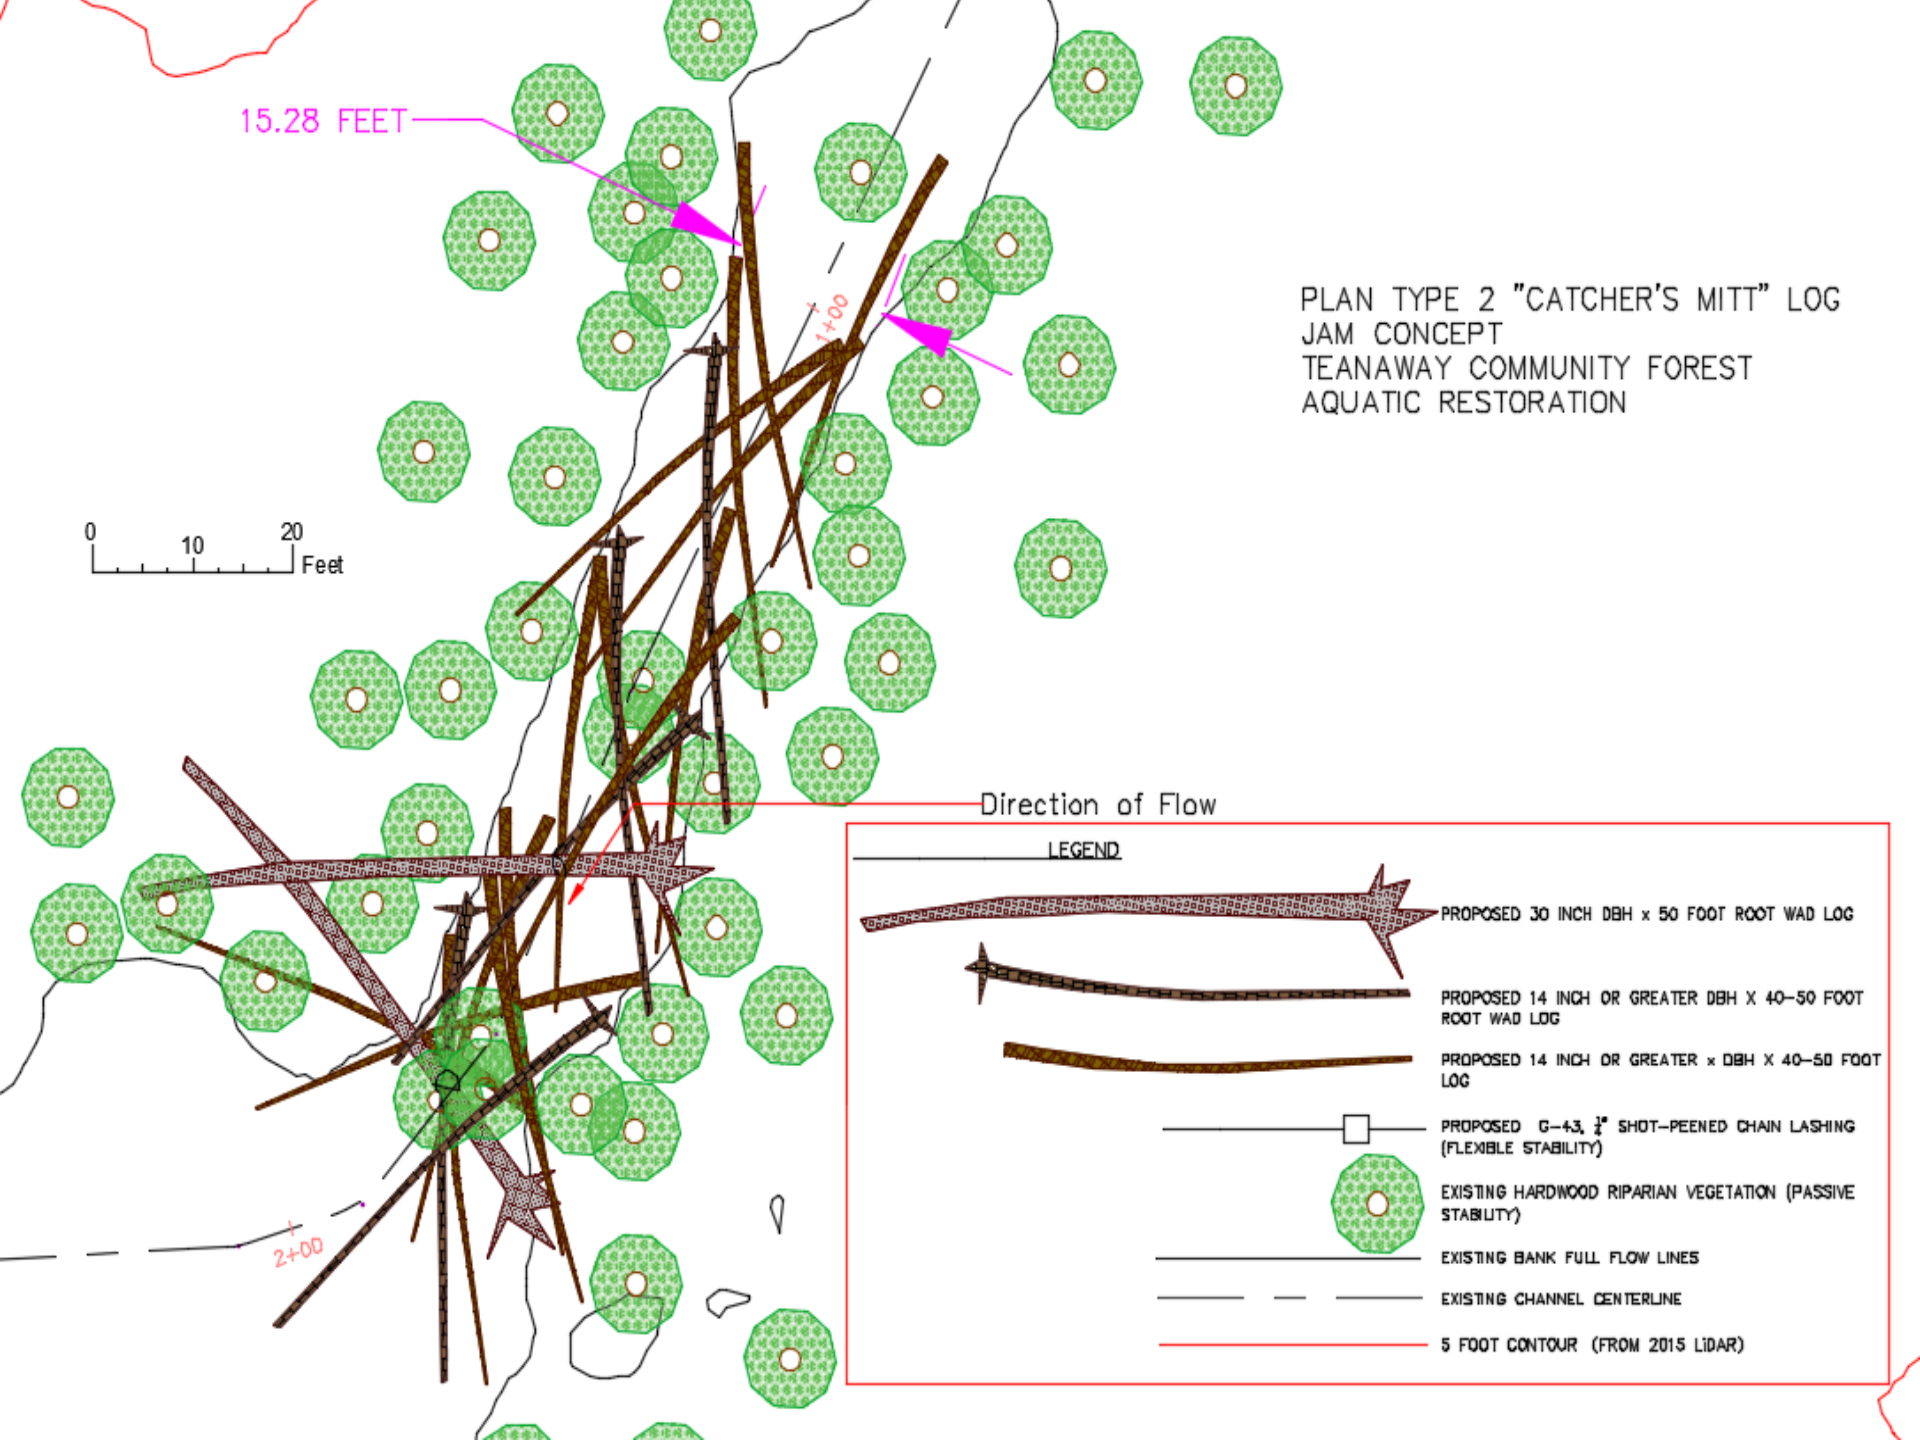 15.28 FEET
1+00
PLAN TYPE 2 "CATCHER'S MITT" LOG
JAM CONCEPT
TEANAWAY COMMUNITY FOREST
AQUATIC RESTORATION
0 10 20
Feet
Direction of Flow
LEGEND
PROPOSED 30 INCH DBH x 50 FOOT ROOT WAD LOG
PROPOSED 14 INCH OR GREATER DBH X 40-50 FOOT
ROOT WAD LOG
PROPOSED 14 INCH OR GREATER x DBH X 40-50 FOOT
LOG
PROPOSED G-43, SHOT-PEENED CHAIN LASHING
(FLEXIBLE STABILITY)
EXISTING HARDWOOD RIPARIAN VEGETATION (PASSIVE
STABILITY)
2+00
EXISTING BANK FULL FLOW LINES
EXISTING CHANNEL CENTERLINE
5 FOOT CONTOUR (FROM 2015 LiDAR)